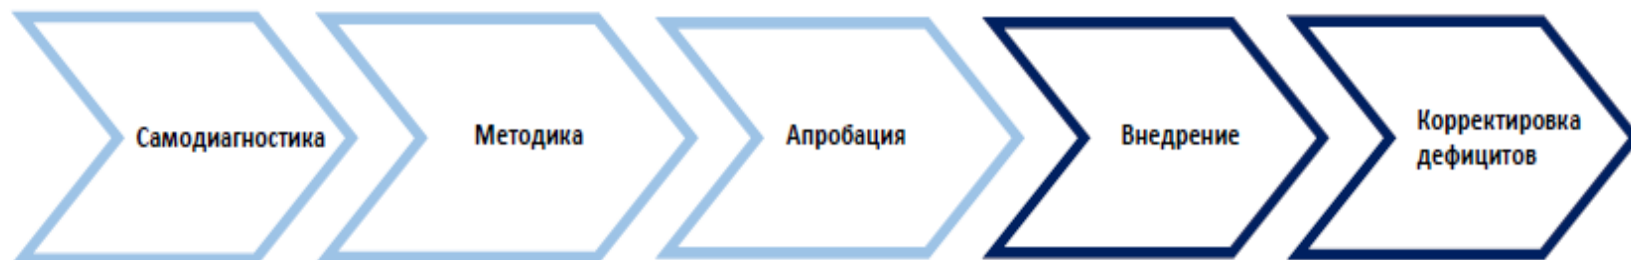 Самодиагностика
Методика
Апробация
Внедрение
Корректировка
дефицитов